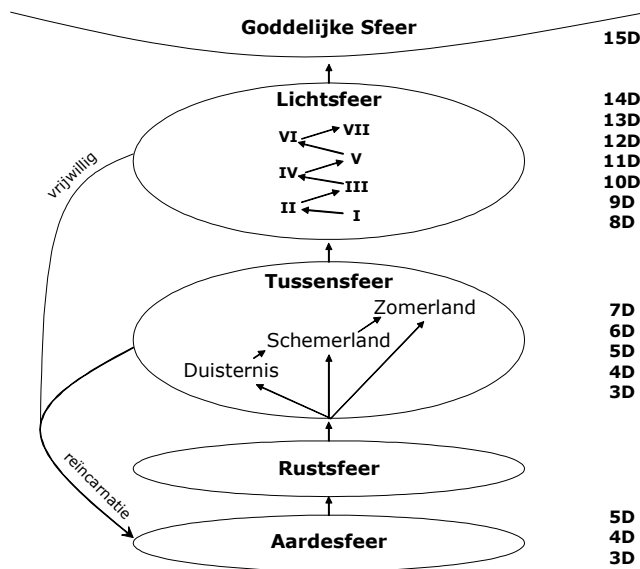 Goddelijke Sfeer
15D
Lichtsfeer
14D
13D
VI VII
12D
V
11D
IV
10D
III
9D
II I
8D
vrijwillig
Tussensfeer
Zomerland
7D
6D
Schemerland
5D
Duisternis
4D
3D
Rustsfeer
reïncarnatie
Aardesfeer
5D
4D
3D